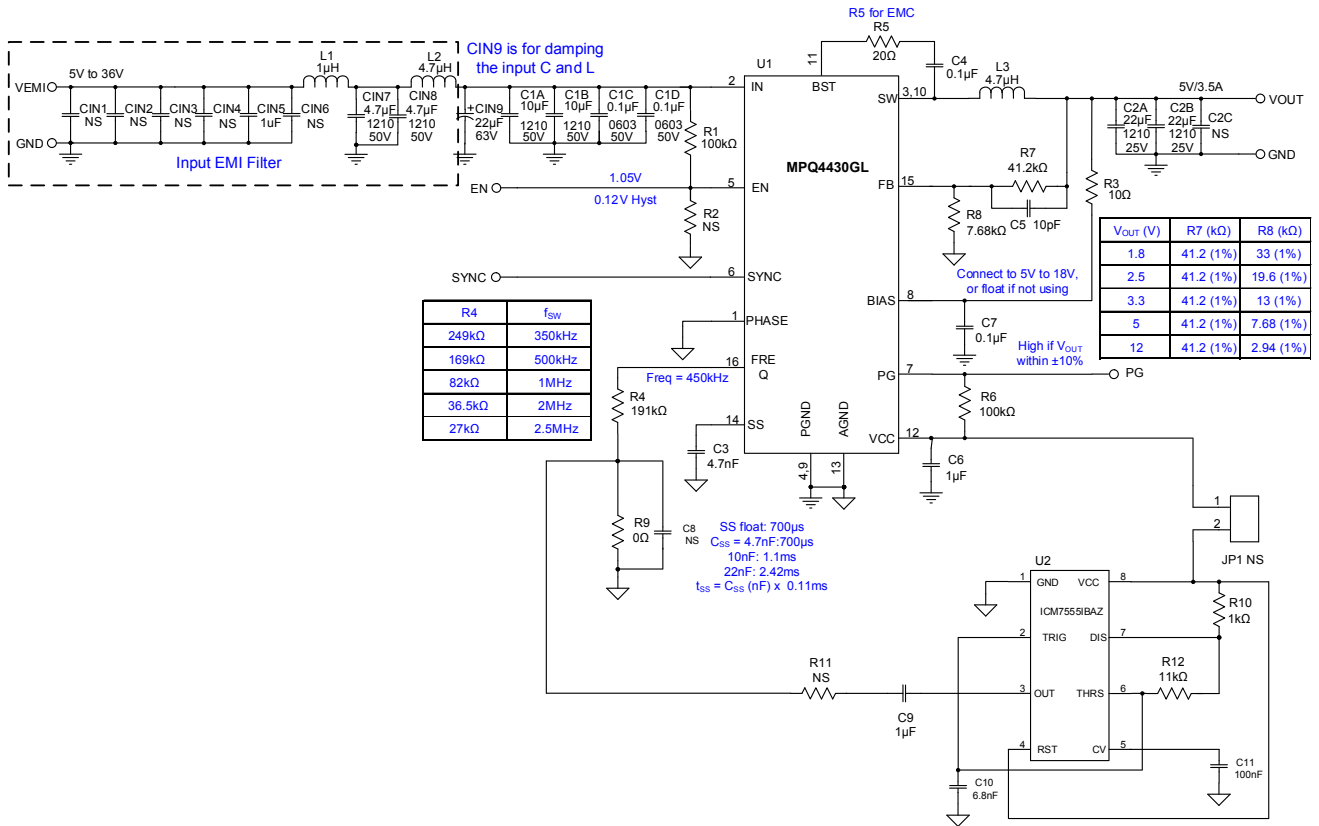 R5 for EMC
R5
20Ω
C4
0.1µF
CIN9 is for damping
the input C and L
L1
1µH
L2
4.7µH
5V to 36V
VEMI
GND
CIN1
NS
CIN2
NS
CIN3
NS
CIN4
NS
CIN5
1uF
CIN6
NS
CIN7
4.7µF
1210
50V
CIN8
4.7µF
1210
50V
Input EMI Filter
+
CIN9
22µF
63V
C1A
10µF
1210
50V
C1B
10µF
1210
50V
C1C
0.1µF
0603
50V
C1D
0.1µF
0603
50V
R1
100kΩ
EN
1.05V
0.12V Hyst
R2
NS
SYNC
U1
MPQ4430GL
2
IN
5
EN
6
SYNC
1
PHASE
16
FRE
Q
14
SS
11
BST
SW
3,10
FB
15
BIAS
8
PG
7
VCC
12
PGND
4,9
AGND
13
L3
4.7µH
5V/3.5A
VOUT
GND
C2A
22µF
1210
25V
C2B
22µF
1210
25V
C2C
NS
R7
41.2kΩ
C5
10pF
R8
7.68kΩ
R3
10Ω
Connect to 5V to 18V,
or float if not using
C7
0.1µF
High if VOUT
within ±10%
PG
R6
100kΩ
C6
1µF
VOUT (V) R7 (kΩ) R8 (kΩ)
1.8 41.2 (1%) 33 (1%)
2.5 41.2 (1%) 19.6 (1%)
3.3 41.2 (1%) 13 (1%)
5 41.2 (1%) 7.68 (1%)
12 41.2 (1%) 2.94 (1%)
R4 fSW
249kΩ 350kHz
169kΩ 500kHz
82kΩ 1MHz
36.5kΩ 2MHz
27kΩ 2.5MHz
Freq = 450kHz
R4
191kΩ
C3
4.7nF
R9
0Ω
C8
NS
SS float: 700µs
CSS = 4.7nF:700µs
10nF: 1.1ms
22nF: 2.42ms
tSS = CSS (nF) x 0.11ms
1
2
JP1 NS
U2
ICM7555IBAZ
1
GND
VCC
8
2
TRIG
DIS
7
3
OUT
THRS
6
4
RST
CV
5
R10
1kΩ
R12
11kΩ
R11
NS
C9
1µF
C10
6.8nF
C11
100nF